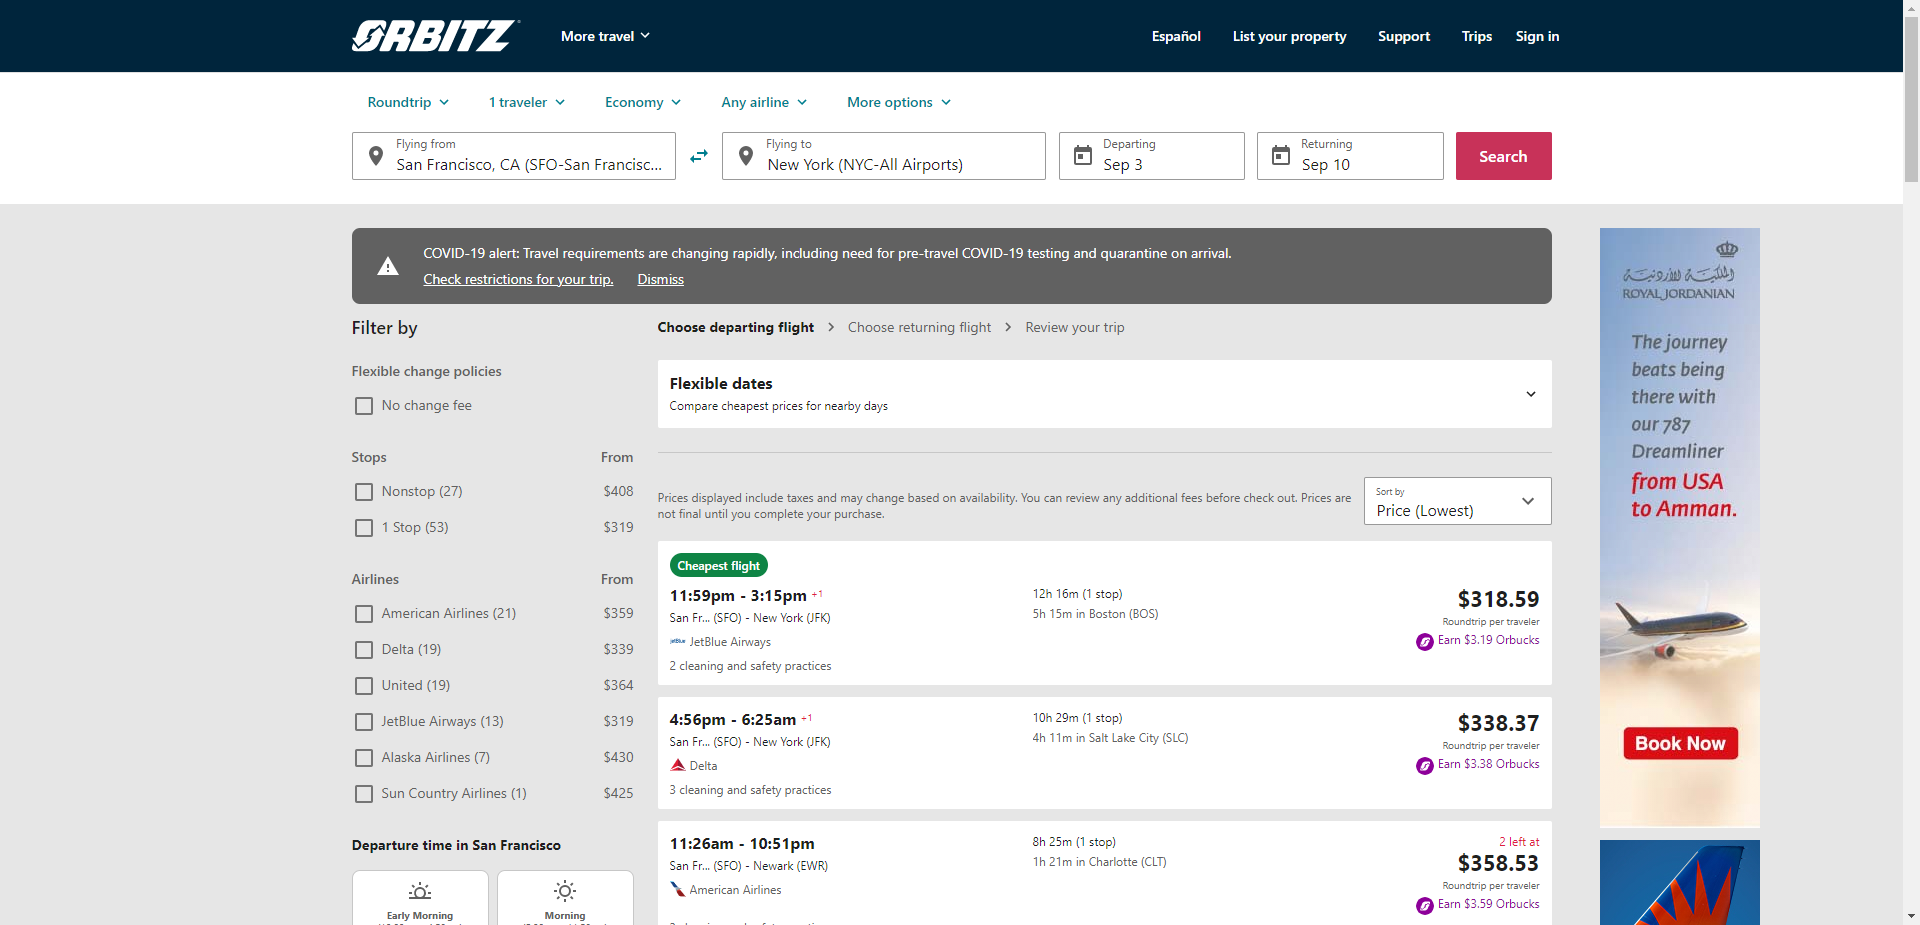 ORBITZ
More travel
Español
List your property
Support
Trips
Sign in
Roundtrip
1 traveler
Economy
Any airline
More options
Flying from
San Francisco, CA (SFO-San Francisc...
Flying to
New York (NYC-All Airports)
Departing
Sep 3
Returning
Sep 10
Search
COVID-19 alert: Travel requirements are changing rapidly, including need for pre-travel COVID-19 testing and quarantine on arrival.
Check restrictions for your trip.
Dismiss
Filter by
Flexible change policies
No change fee
Stops From
Nonstop (27) $408
1 Stop (53) $319
Airlines From
American Airlines (21) $359
Delta (19) $339
United (19) $364
JetBlue Airways (13) $319
Alaska Airlines (7) $430
Sun Country Airlines (1) $425
Departure time in San Francisco
Early Morning
Morning
Choose departing flight
Choose returning flight
Review your trip
Flexible dates
Compare cheapest prices for nearby days
Prices displayed include taxes and may change based on availability. You can review any additional fees before check out. Prices are
not final until you complete your purchase.
Sort by
Price (Lowest)
Cheapest flight
11:59pm - 3:15pm +1
San Fr... (SFO) - New York (JFK)
jetBlue JetBlue Airways
2 cleaning and safety practices
12h 16m (1 stop)
5h 15m in Boston (BOS)
$318.59
Roundtrip per traveler
Earn $3.19 Orbucks
4:56pm - 6:25am +1
San Fr... (SFO) - New York (JFK)
Delta
3 cleaning and safety practices
10h 29m (1 stop)
4h 11m in Salt Lake City (SLC)
$338.37
Roundtrip per traveler
Earn $3.38 Orbucks
11:26am - 10:51pm
San Fr... (SFO) - Newark (EWR)
American Airlines
8h 25m (1 stop)
1h 21m in Charlotte (CLT)
2 left at
$358.53
Roundtrip per traveler
Earn $3.59 Orbucks
الملكية الأردنية
ROYAL JORDANIAN
The journey
beats being
there with
our 787
Dreamliner
from USA
to Amman.
Book Now